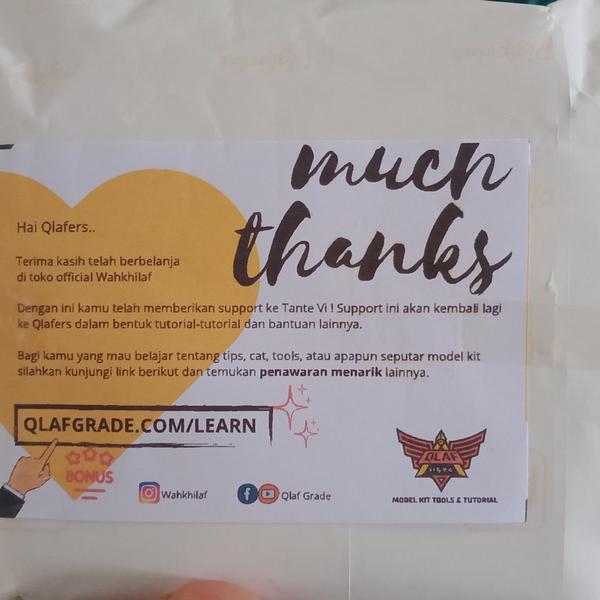 much
thanks
Hai Qlafers..
Terima kasih telah berbelanja
di toko official Wahkhilaf
Dengan ini kamu telah memberikan support ke Tante Vi ! Support ini akan kembali lagi
ke Qlafers dalam bentuk tutorial-tutorial dan bantuan lainnya.
Bagi kamu yang mau belajar tentang tips, cat, tools, atau apapun seputar model kit
silahkan kunjungi link berikut dan temukan penawaran menarik lainnya.
QLAFGRADE.COM/LEARN
BONUS
Wahkhilaf
Qlaf Grade
QLAF
MODEL KIT TOOLS & TUTORIAL